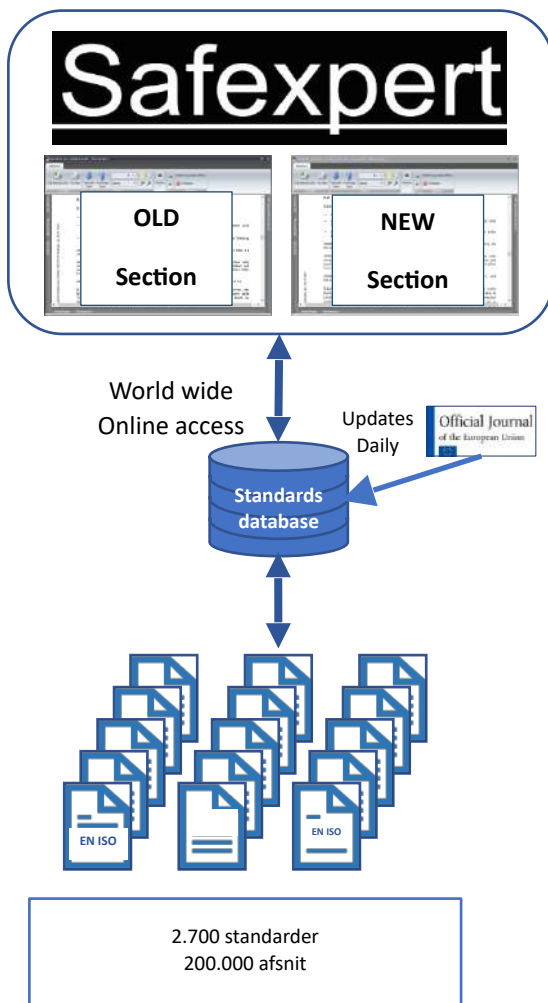 Safexpert
OLD
Section
NEW
Section
World wide
Online access
Updates
Daily
Official Journal
of the European Union
Standards
database
EN ISO
EN ISO
2.700 standarder
200.000 afsnit